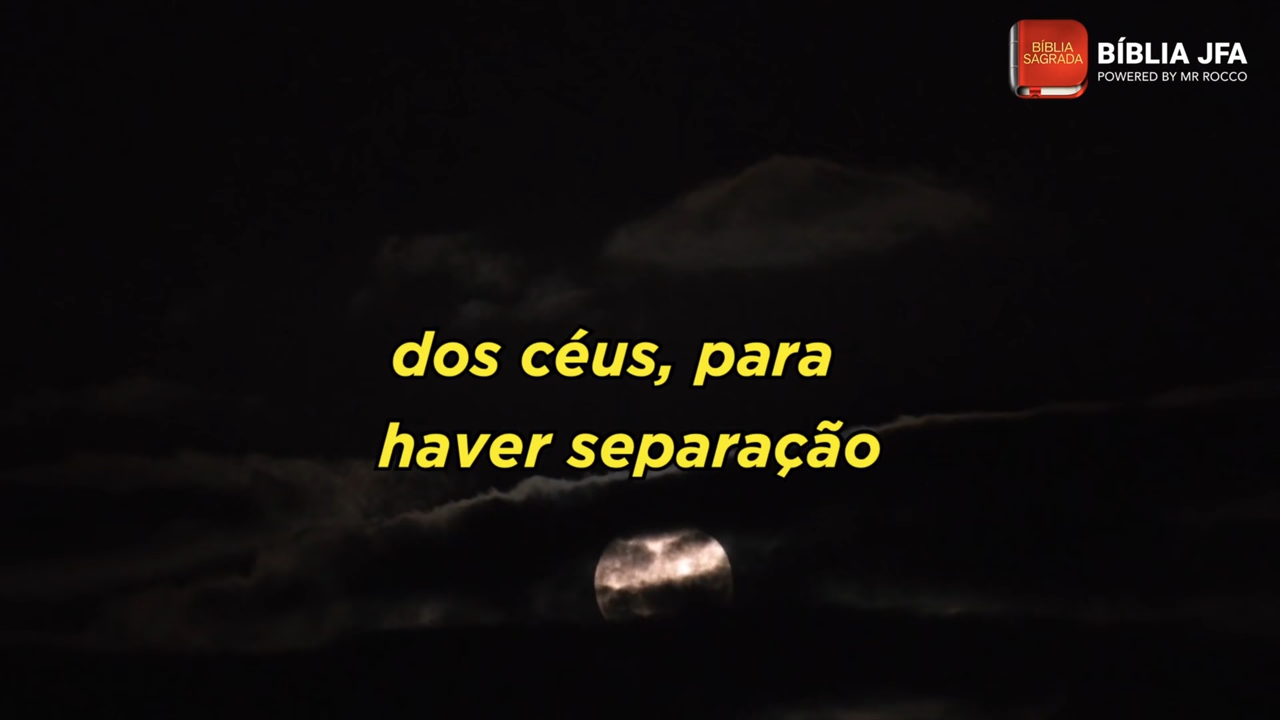 BÍBLIA
SAGRADA
BÍBLIA JFA
POWERED BY MR ROCCO
dos céus, para
haver separação